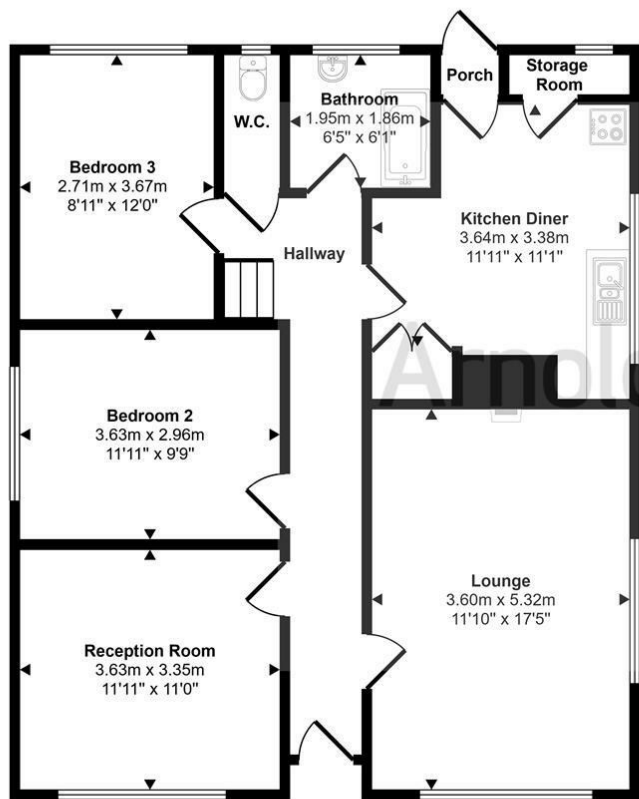 Storage
Room
Porch
W.C.
Bathroom
1.95m x 1.86m
6'5" x 6'1"
Bedroom 3
2.71m x 3.67m
8'11" x 12'0"
Kitchen Diner
3.64m x 3.38m
11'11" x 11'1"
Hallway
Arnol
Bedroom 2
3.63m x 2.96m
11'11" x 9'9"
Lounge
3.60m x 5.32m
11'10" x 17'5"
Reception Room
3.63m x 3.35m
11'11" x 11'0"